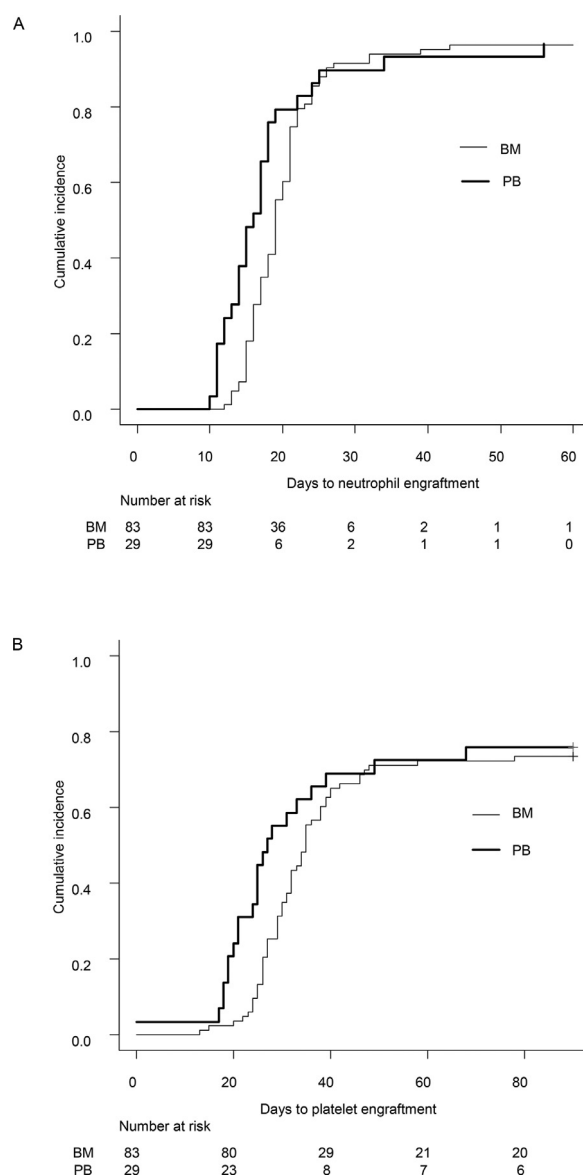 A
1.0
0.8
0.6
0.4
0.2
0.0
Cumulative incidence
BM
PB
0 10 20 30 40 50 60
Days to neutrophil engraftment
Number at risk
BM 83 83 36 6 2 1 1
PB 29 29 6 2 1 1 0
B
1.0
0.8
0.6
0.4
0.2
0.0
Cumulative incidence
BM
PB
0 20 40 60 80
Days to platelet engraftment
Number at risk
BM 83 80 29 21 20
PB 29 23 8 7 6